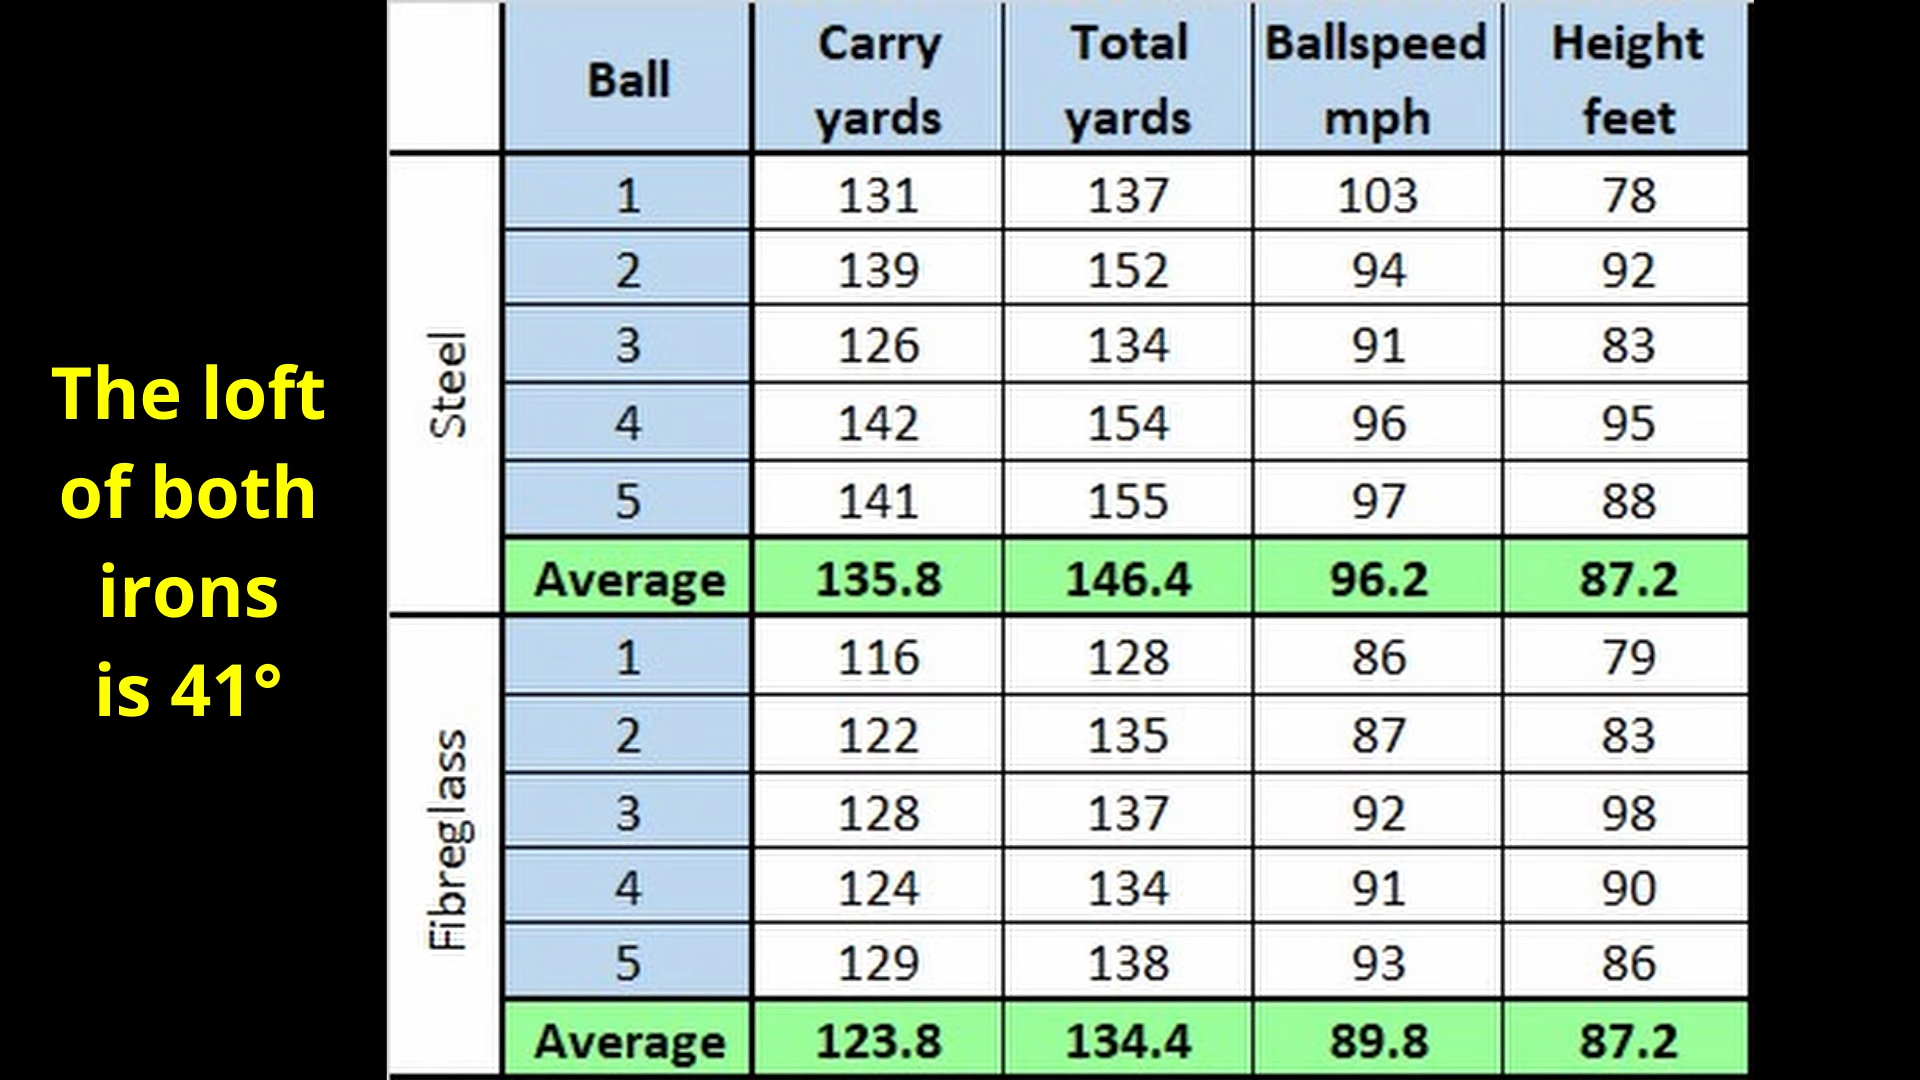 The loft
of both
irons
is 41°
Ball Carry yards Total yards Ballspeed mph Height feet
Steel
1 131 137 103 78
2 139 152 94 92
3 126 134 91 83
4 142 154 96 95
5 141 155 97 88
Average 135.8 146.4 96.2 87.2
Fibreglass
1 116 128 86 79
2 122 135 87 83
3 128 137 92 98
4 124 134 91 90
5 129 138 93 86
Average 123.8 134.4 89.8 87.2